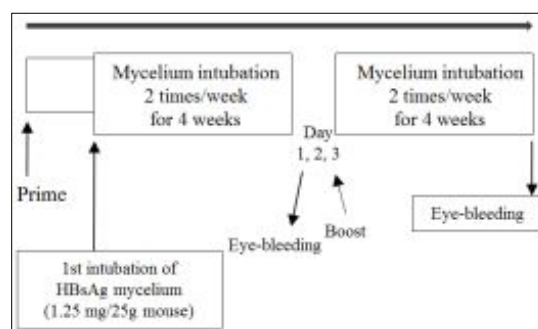 Mycelium intubation
2 times/week
for 4 weeks
Mycelium intubation
2 times/week
for 4 weeks
Day
1, 2, 3
Prime
Eye-bleeding
Boost
Eye-bleeding
1st intubation of
HBsAg mycelium
(1.25 mg/25g mouse)